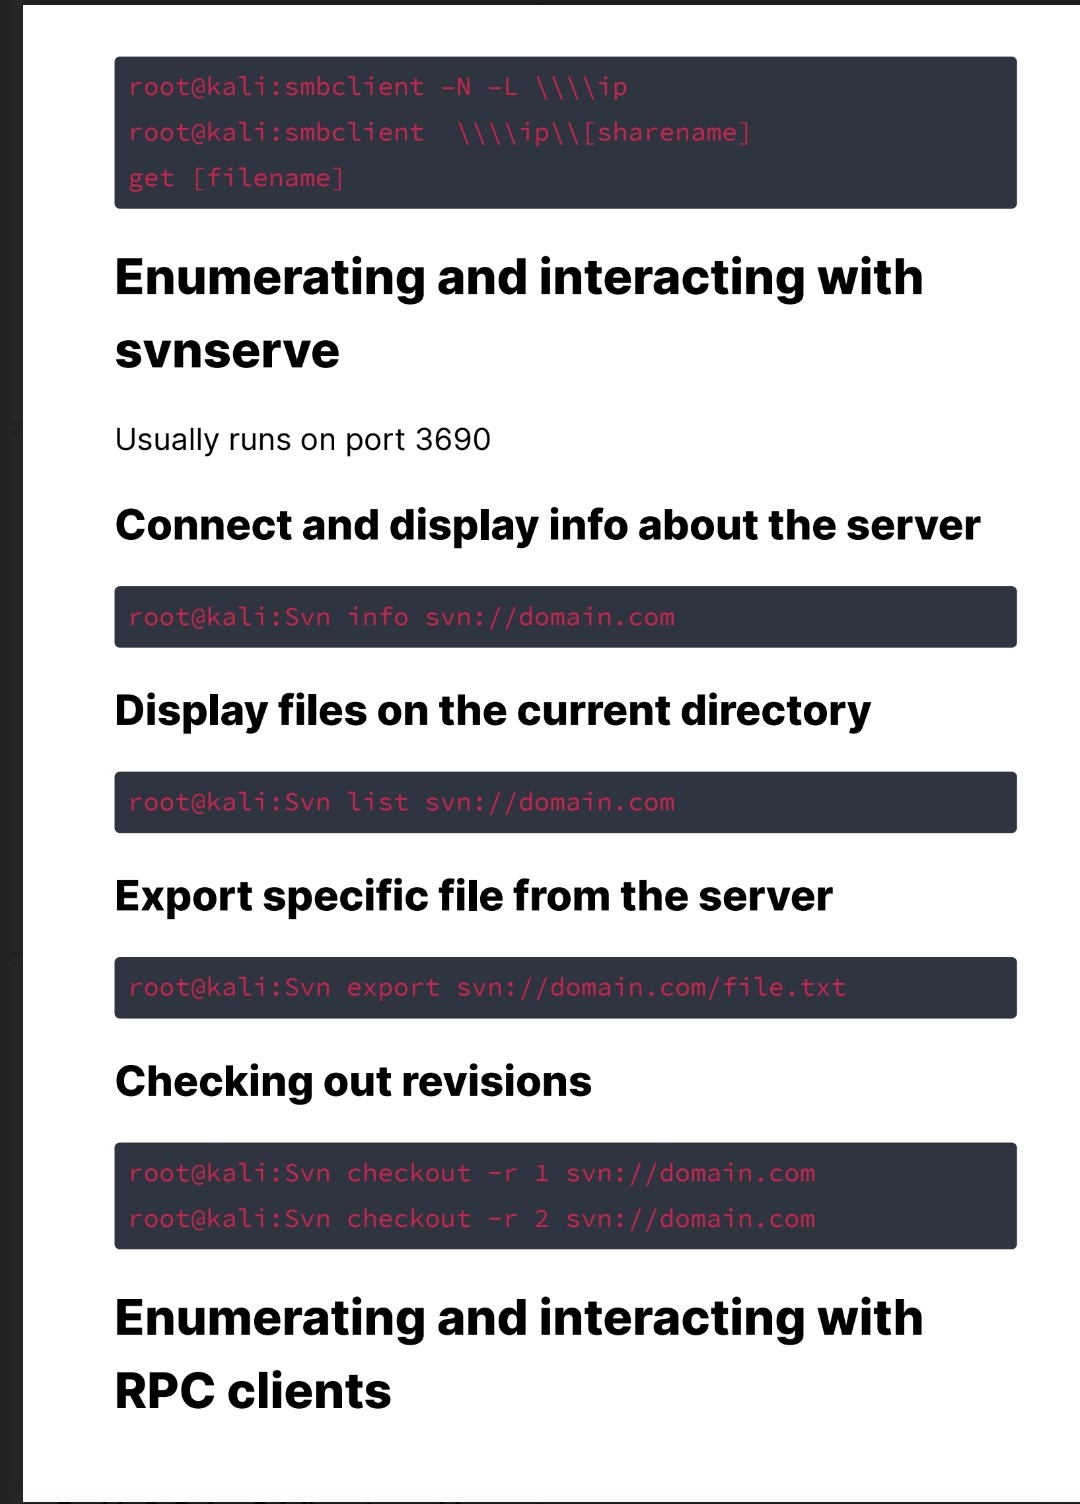 root@kali:smbclient -N -L \\\\ip
root@kali:smbclient  \\\\ip\\[sharename]
get [filename]
Enumerating and interacting with
svnserve
Usually runs on port 3690
Connect and display info about the server
root@kali:Svn info svn://domain.com
Display files on the current directory
root@kali:Svn list svn://domain.com
Export specific file from the server
root@kali:Svn export svn://domain.com/file.txt
Checking out revisions
root@kali:Svn checkout -r 1 svn://domain.com
root@kali:Svn checkout -r 2 svn://domain.com
Enumerating and interacting with
RPC clients